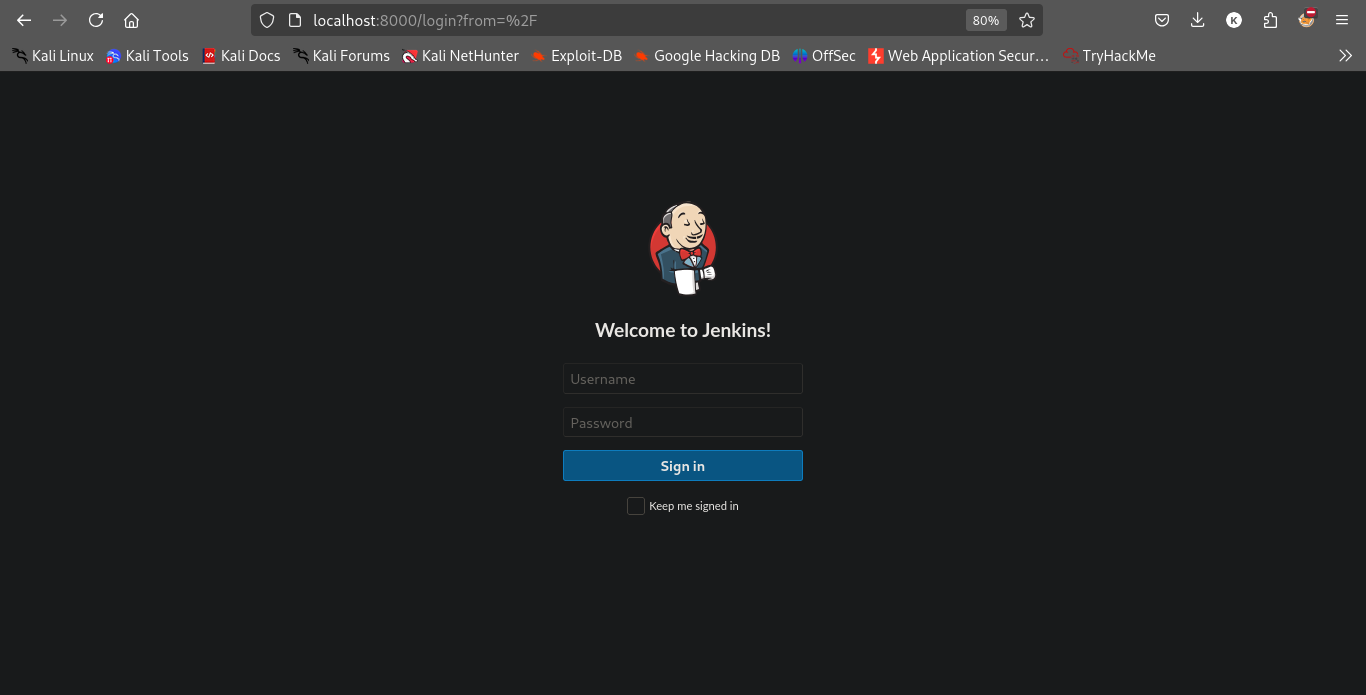 localhost:8000/login?from=%2F 80% K
Kali Linux Kali Tools Kali Docs Kali Forums Kali NetHunter Exploit-DB Google Hacking DB OffSec Web Application Secur… TryHackMe
Welcome to Jenkins!
Username
Password
Sign in
Keep me signed in